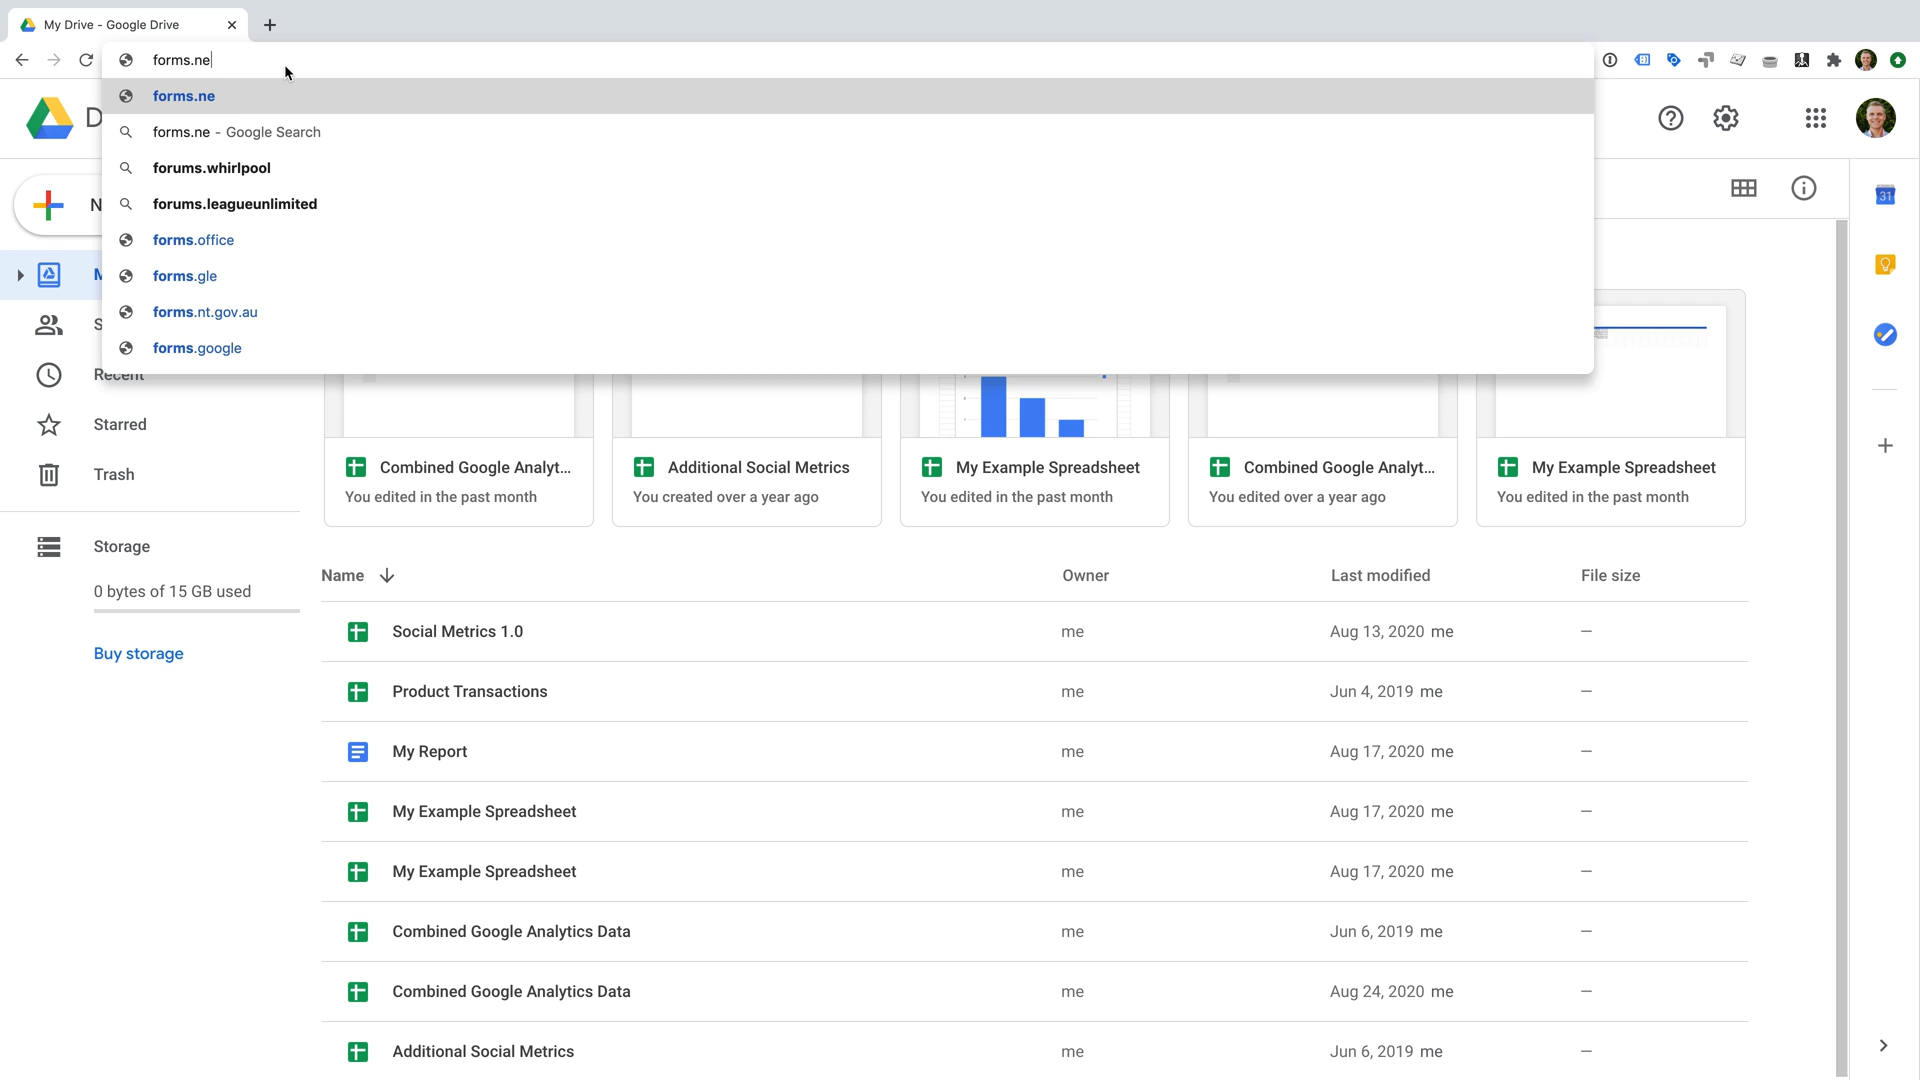 My Drive - Google Drive
forms.ne
forms.ne
forms.ne - Google Search
forums.whirlpool
forums.leagueunlimited
forms.office
forms.gle
forms.nt.gov.au
forms.google
D
N
M
S
Recent
Starred
Trash
Storage
0 bytes of 15 GB used
Buy storage
31
Combined Google Analyt...
You edited in the past month
Additional Social Metrics
You created over a year ago
My Example Spreadsheet
You edited in the past month
Combined Google Analyt...
You edited over a year ago
My Example Spreadsheet
You edited in the past month
Name Owner Last modified File size
Social Metrics 1.0 me Aug 13, 2020 me —
Product Transactions me Jun 4, 2019 me —
My Report me Aug 17, 2020 me —
My Example Spreadsheet me Aug 17, 2020 me —
My Example Spreadsheet me Aug 17, 2020 me —
Combined Google Analytics Data me Jun 6, 2019 me —
Combined Google Analytics Data me Aug 24, 2020 me —
Additional Social Metrics me Jun 6, 2019 me —